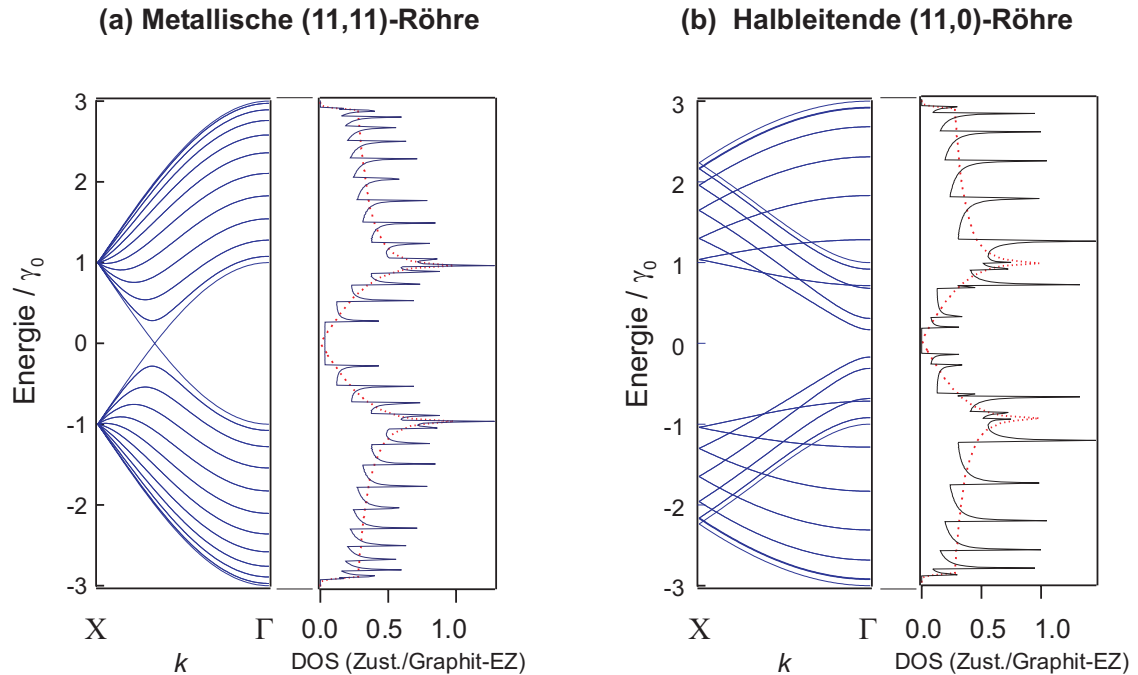 (a) Metallische (11,11)-Röhre
(b) Halbleitende (11,0)-Röhre
Energie / γ0
3
2
1
0
-1
-2
-3
X
Γ
k
0.0
0.5
1.0
DOS (Zust./Graphit-EZ)
Energie / γ0
3
2
1
0
-1
-2
-3
X
Γ
k
0.0
0.5
1.0
DOS (Zust./Graphit-EZ)